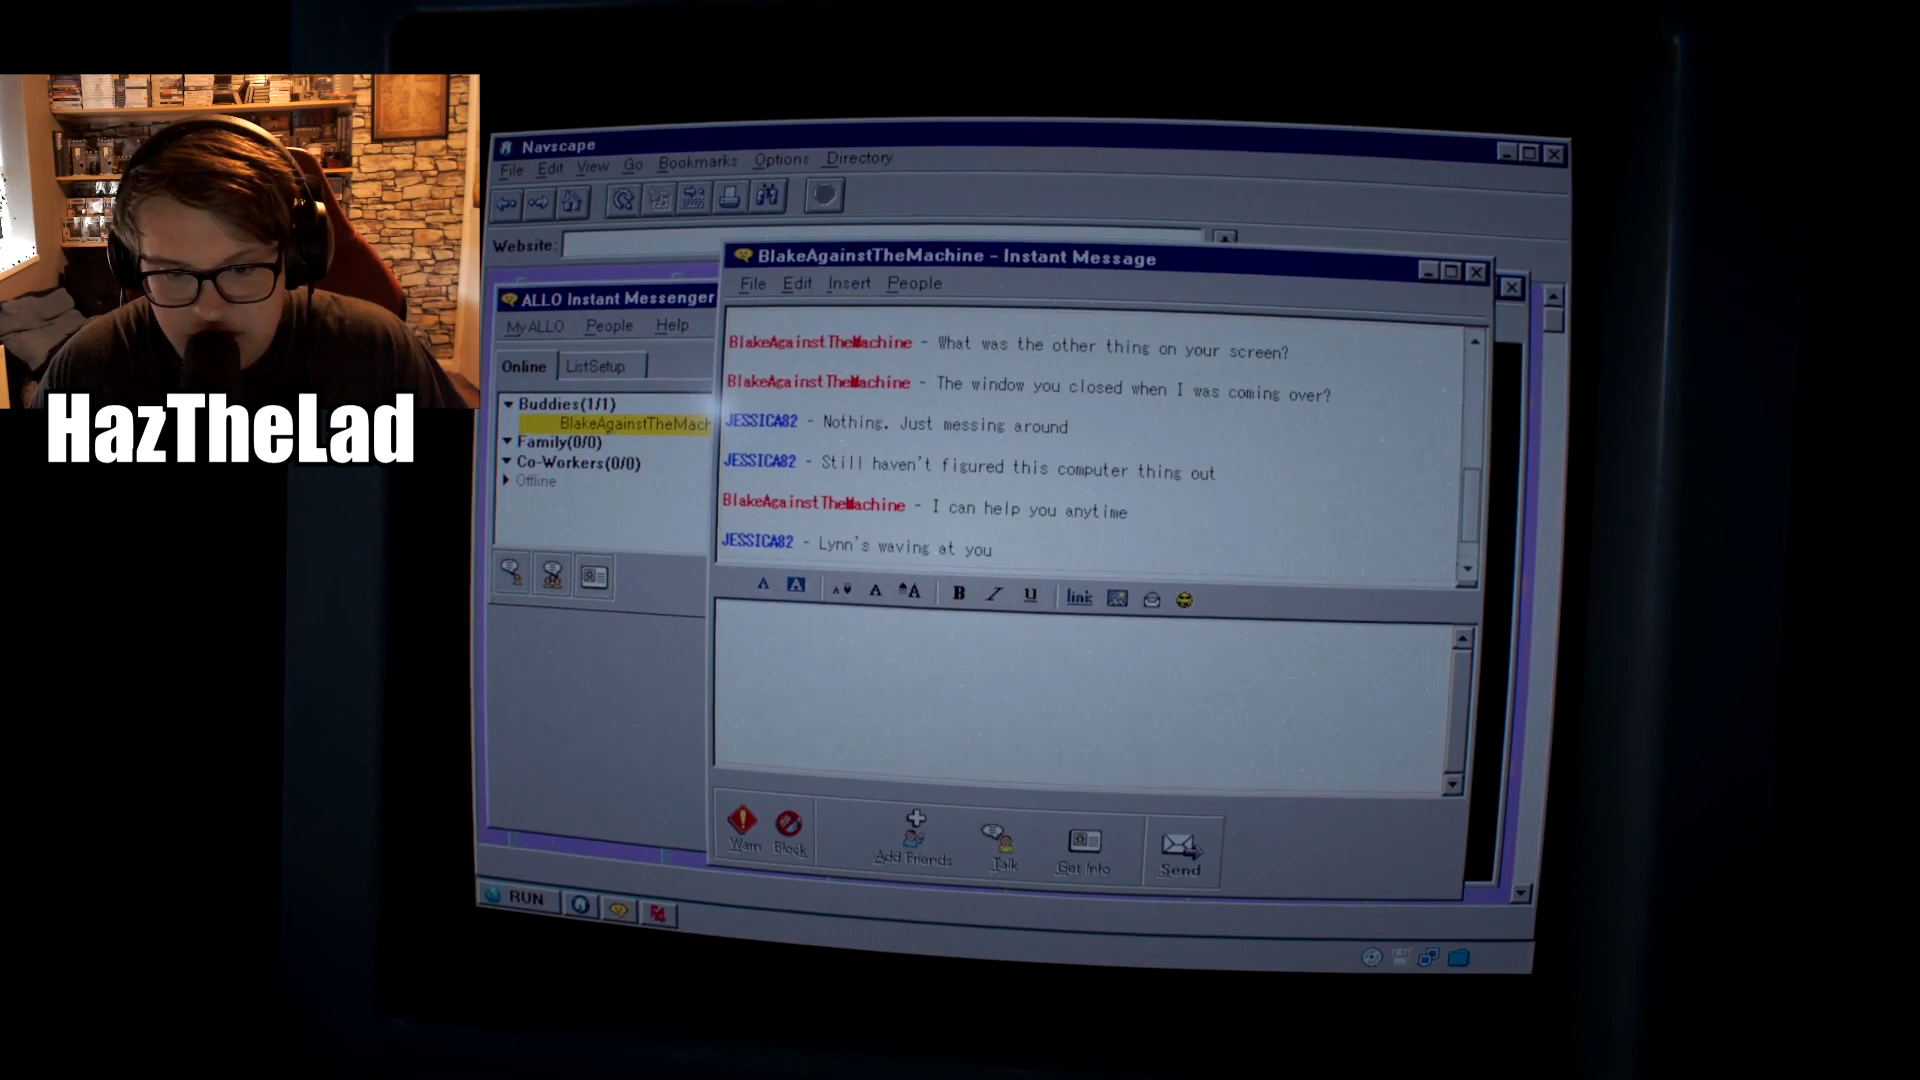 Navscape
File Edit View Go Bookmarks Options Directory
Website:
BlakeAgainstTheMachine - Instant Message
File Edit Insert People
ALLO Instant Messenger
My ALLO People Help
Online ListSetup
Buddies(1/1)
BlakeAgainstTheMach
Family(0/0)
Co-Workers(0/0)
Offline
BlakeAgainstTheMachine - What was the other thing on your screen?
BlakeAgainstTheMachine - The window you closed when I was coming over?
JESSICA82 - Nothing. Just messing around
JESSICA82 - Still haven't figured this computer thing out
BlakeAgainstTheMachine - I can help you anytime
JESSICA82 - Lynn's waving at you
A A A A A B I U link
Warn Block Add Friends Talk Get Info Send
RUN
HazTheLad